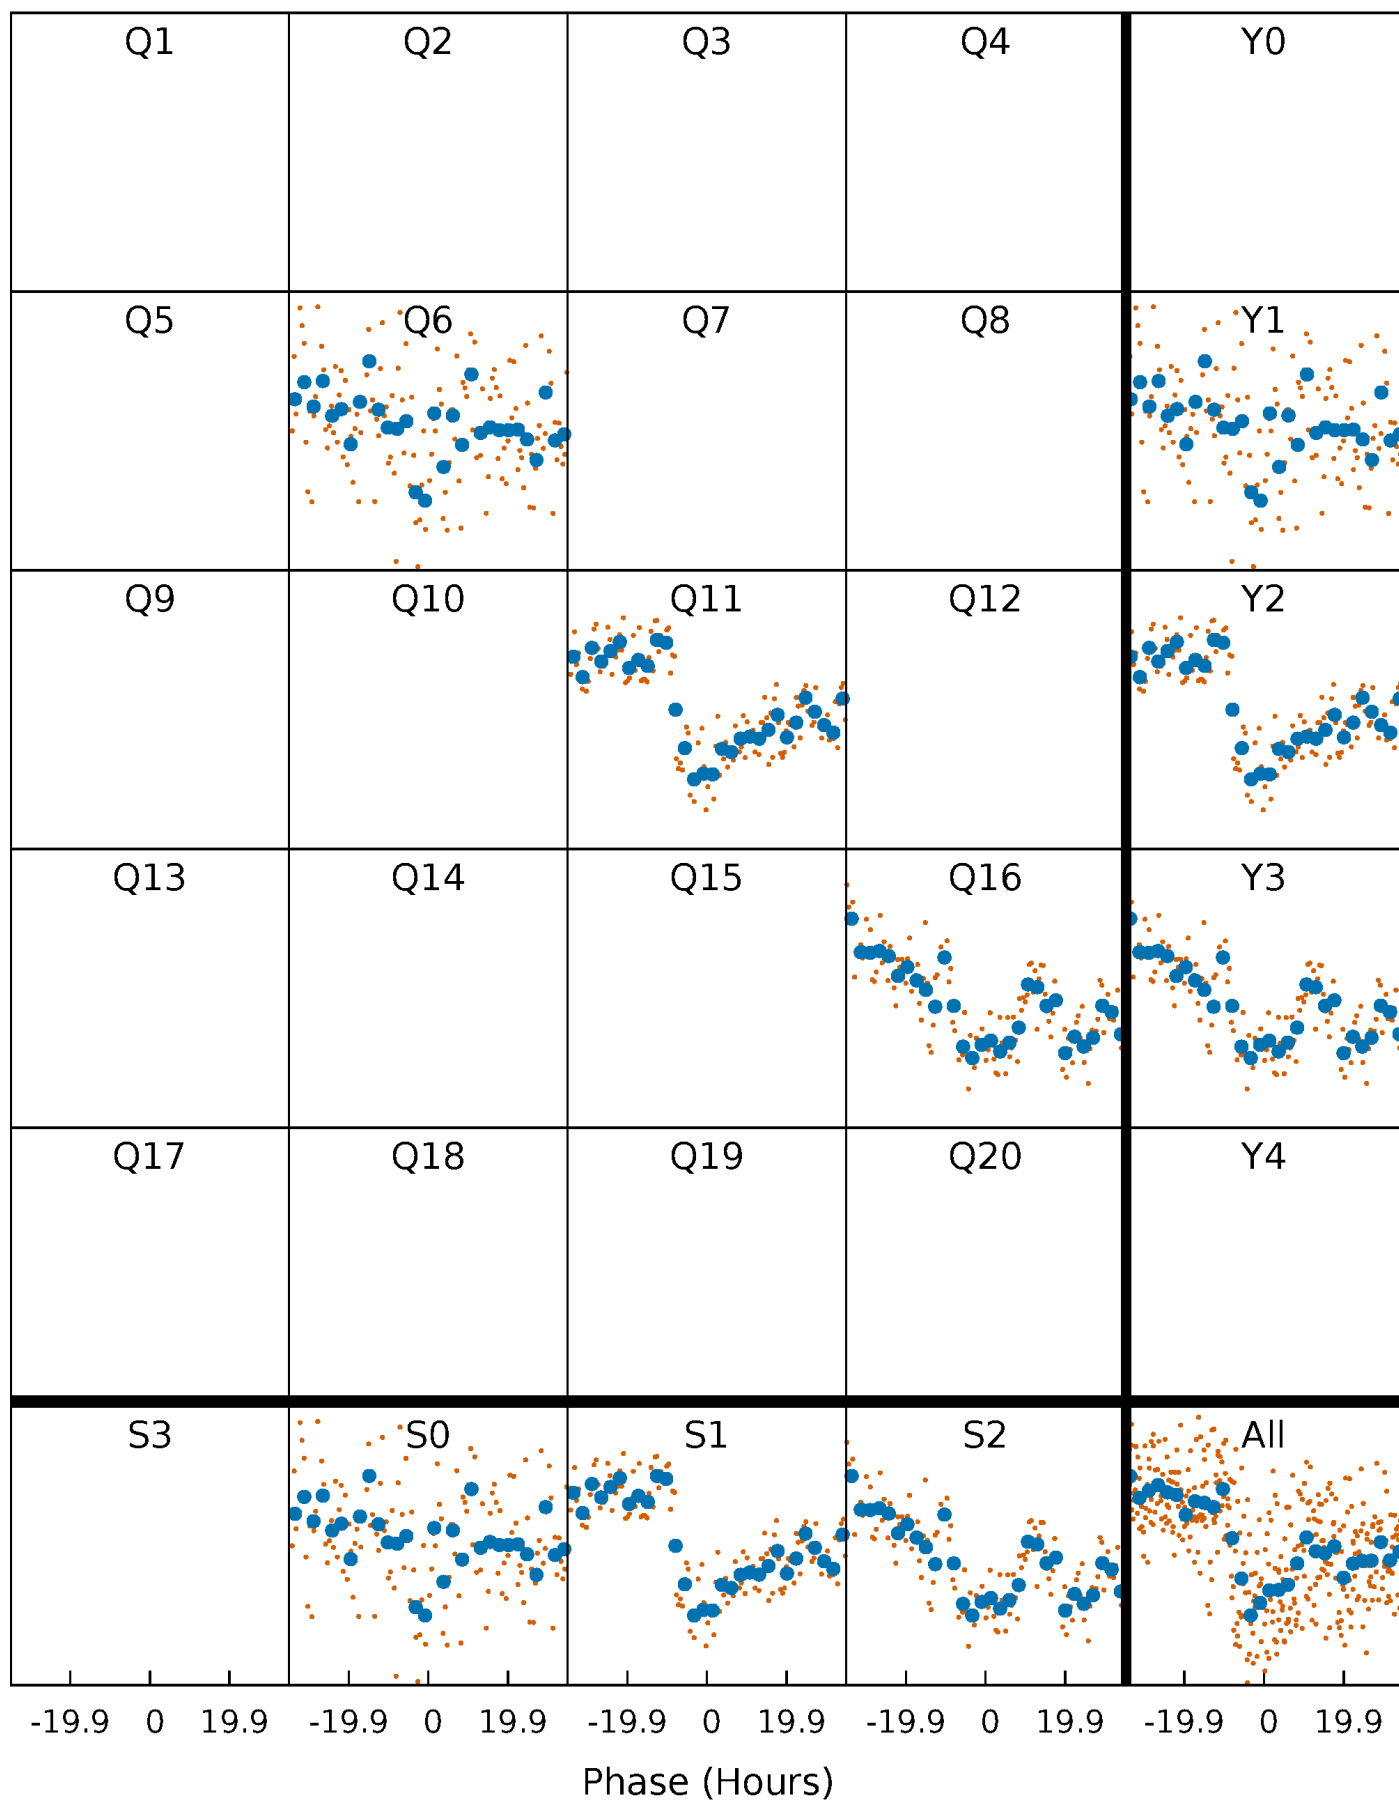 Q1 Q2 Q3 Q4 Y0
Q5 Q6 Q7 Q8 Y1
Q9 Q10 Q11 Q12 Y2
Q13 Q14 Q15 Q16 Y3
Q17 Q18 Q19 Q20 Y4
S3 S0 S1 S2 All
-19.9 0 19.9 -19.9 0 19.9 -19.9 0 19.9 -19.9 0 19.9 -19.9 0 19.9
Phase (Hours)